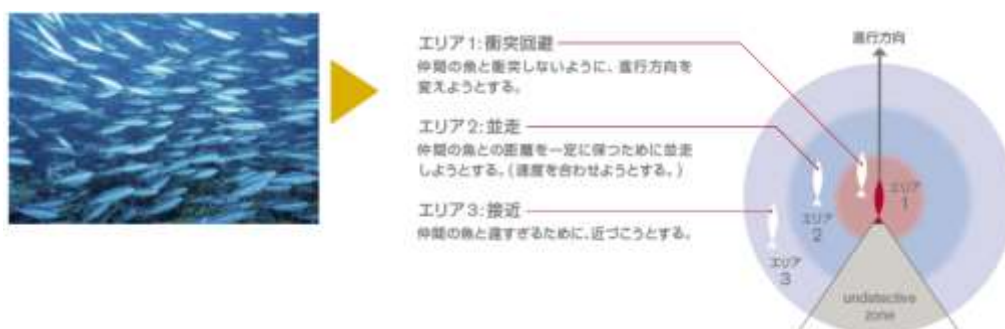 エリア1:衝突回避
仲間の魚と衝突しないように、進行方向を
変えようとする。
エリア2:並走
仲間の魚との距離を一定に保つために並走
しようとする。(速度を合わせようとする。)
エリア3:接近
仲間の魚と遠すぎるために、近づこうとする。
進行方向
エリア
1
エリア
2
エリア
3
undetective
zone